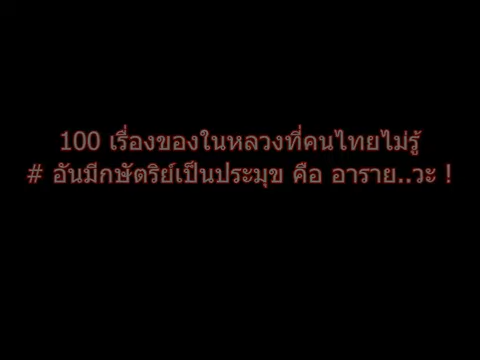 100 เรื่องของในหลวงที่คนไทยไม่รู้
# อันมีกษัตริย์เป็นประมุข คือ อาราย..วะ !